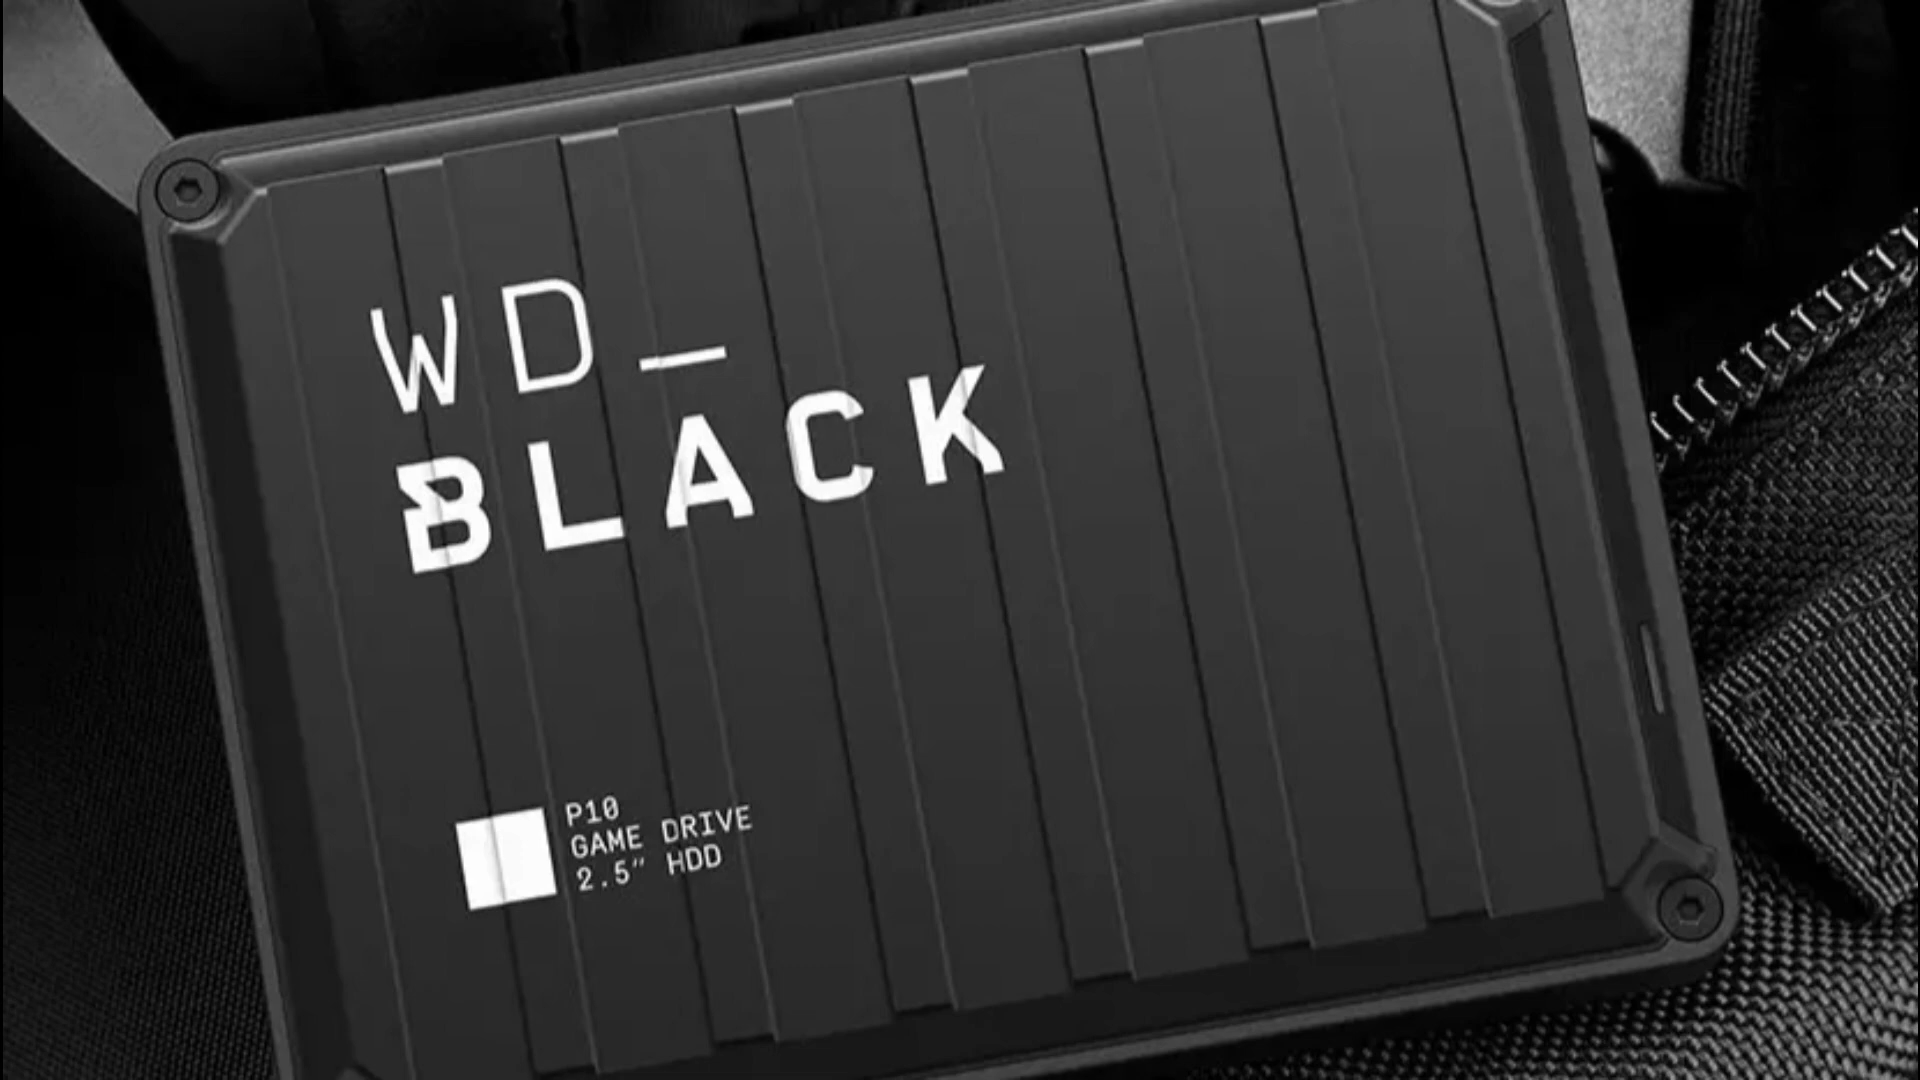 WD_
BLACK
P10
GAME DRIVE
2.5" HDD